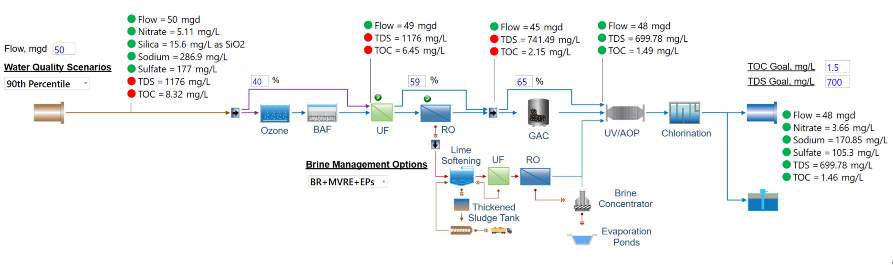 Flow, mgd 50
Water Quality Scenarios
90th Percentile
Flow = 50 mgd
Nitrate = 5.11 mg/L
Silica = 15.6 mg/L as SiO2
Sodium = 286.9 mg/L
Sulfate = 177 mg/L
TDS = 1176 mg/L
TOC = 8.32 mg/L
Flow = 49 mgd
TDS = 1176 mg/L
TOC = 6.45 mg/L
Flow = 45 mgd
TDS = 741.49 mg/L
TOC = 2.15 mg/L
Flow = 48 mgd
TDS = 699.78 mg/L
TOC = 1.49 mg/L
TOC Goal, mg/L 1.5
TDS Goal, mg/L 700
40 %
59 %
65 %
Ozone
BAF
UF
RO
GAC
UV/AOP
Chlorination
Flow = 48 mgd
Nitrate = 3.66 mg/L
Sodium = 170.85 mg/L
Sulfate = 105.3 mg/L
TDS = 699.78 mg/L
TOC = 1.46 mg/L
Brine Management Options
BR+MVRE+EPs
Lime
Softening
UF
RO
Thickened
Sludge Tank
Brine
Concentrator
Evaporation
Ponds